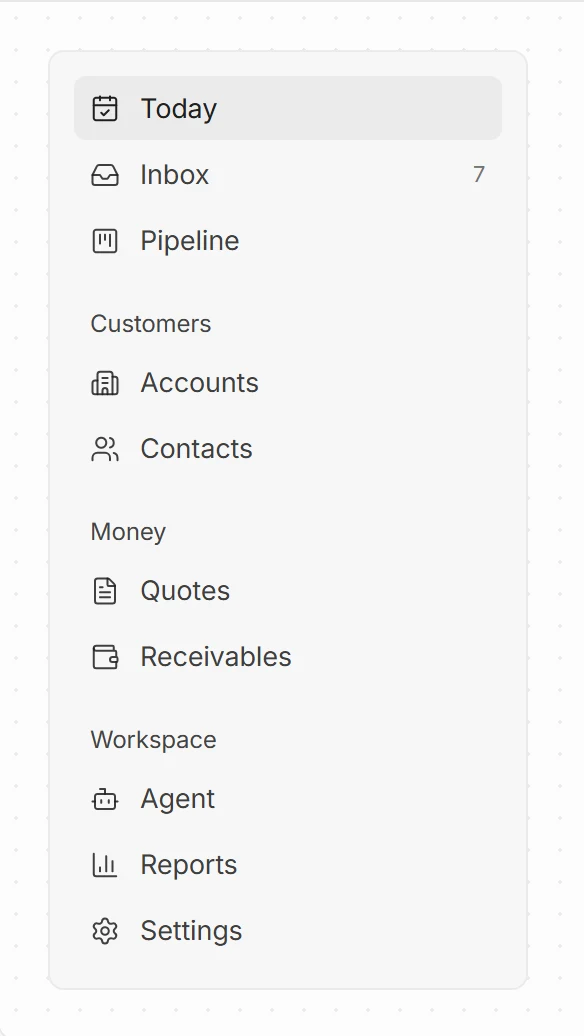 Today
Inbox 7
Pipeline
Customers
Accounts
Contacts
Money
Quotes
Receivables
Workspace
Agent
Reports
Settings